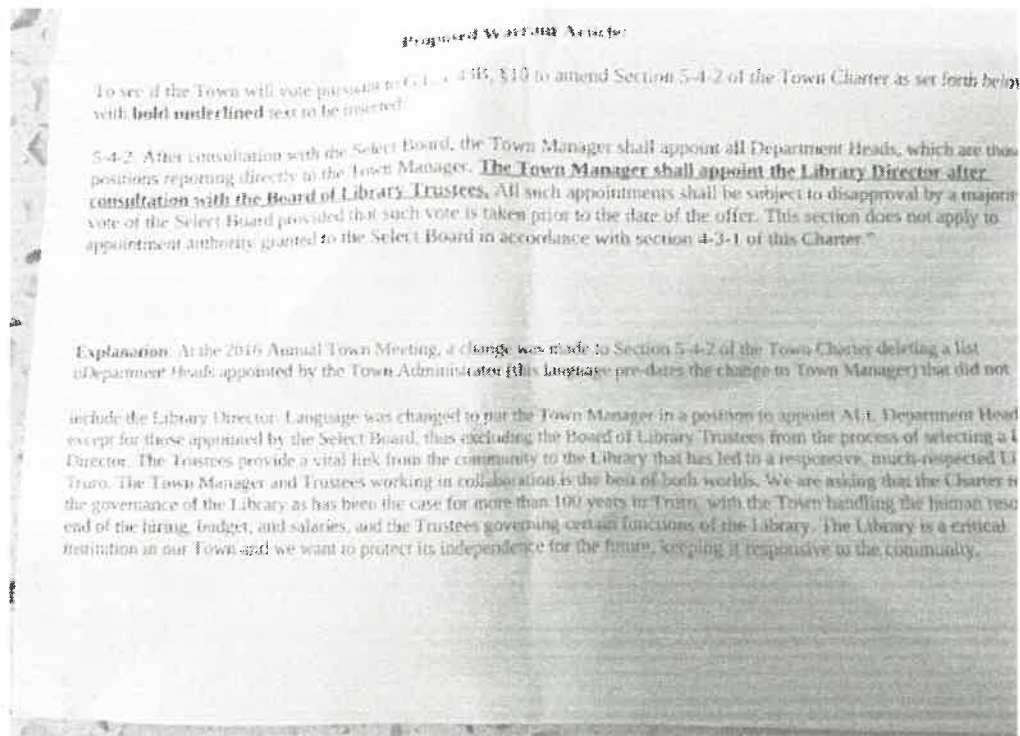 Proposed Warrant Article:
To see if the Town will vote pursuant to G.L. c. 43B, §10 to amend Section 5-4-2 of the Town Charter as set forth below
with bold underlined text to be inserted:
5-4-2 After consultation with the Select Board, the Town Manager shall appoint all Department Heads, which are those
positions reporting directly to the Town Manager. The Town Manager shall appoint the Library Director after
consultation with the Board of Library Trustees. All such appointments shall be subject to disapproval by a majorit
vote of the Select Board provided that such vote is taken prior to the date of the offer. This section does not apply to
appointment authority granted to the Select Board in accordance with section 4-3-1 of this Charter."
Explanation: At the 2016 Annual Town Meeting, a change was made to Section 5-4-2 of the Town Charter deleting a list
Department Heads appointed by the Town Administrator (this language pre-dates the change to Town Manager) that did not
include the Library Director. Language was changed to put the Town Manager in a position to appoint ALL Department Head
except for those appointed by the Select Board, thus excluding the Board of Library Trustees from the process of selecting a L
Director. The Trustees provide a vital link from the community to the Library that has led to a responsive, much-respected Li
Truro. The Town Manager and Trustees working in collaboration is the best of both worlds. We are asking that the Charter
the governance of the Library as has been the case for more than 100 years in Truro, with the Town handling the human reso
end of the hiring, budget, and salaries, and the Trustees governing certain functions of the Library. The Library is a critical
institution in our Town and we want to protect its independence for the future, keeping it responsive to the community.